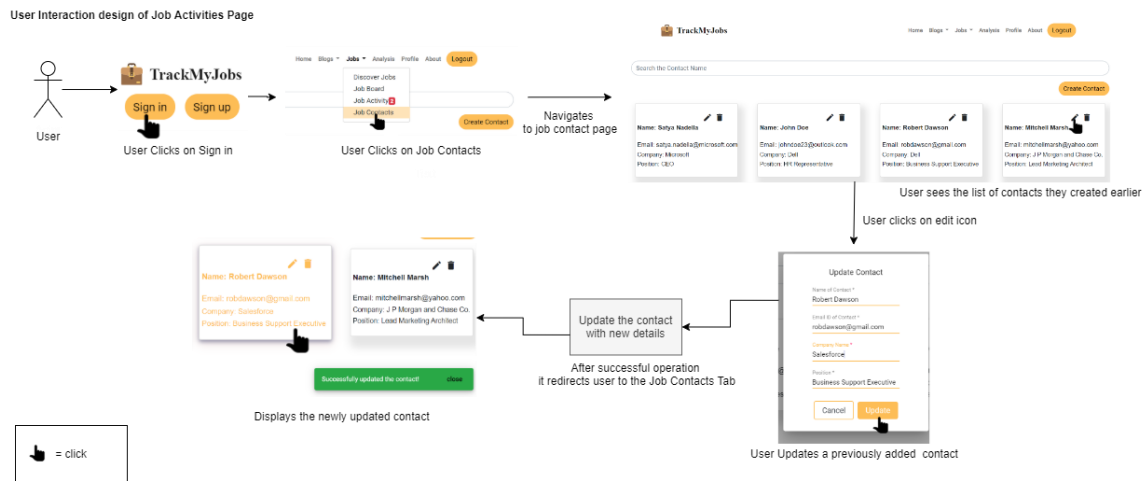 User Interaction design of Job Activities Page
TrackMyJobs
Home Blogs Jobs Analysis Profile About Logout
Search the Contact Name
Create Contact
Name: Satya Nadella
Email: satya.nadella@microsoft.com
Company: Microsoft
Position: CEO
Name: John Doe
Email: johndoe23@outlook.com
Company: Dell
Position: HR Representative
Name: Robert Dawson
Email: robdawson@gmail.com
Company: Dell
Position: Business Support Executive
Name: Mitchell Marsh
Email: mitchellmarsh@yahoo.com
Company: J P Morgan and Chase Co.
Position: Lead Marketing Architect
User sees the list of contacts they created earlier
User
TrackMyJobs
Sign in Sign up
User Clicks on Sign in
Home Blogs Jobs Analysis Profile About Logout
Discover Jobs
Job Board
Job Activity 2
Job Contacts
Create Contact
User Clicks on Job Contacts
Navigates
to job contact page
User clicks on edit icon
Update Contact
Name of Contact *
Robert Dawson
Email ID of Contact *
robdawson@gmail.com
Company Name *
Salesforce
Position *
Business Support Executive
Cancel Update
User Updates a previously added contact
Update the contact
with new details
After successful operation
it redirects user to the Job Contacts Tab
Name: Robert Dawson
Email: robdawson@gmail.com
Company: Salesforce
Position: Business Support Executive
Name: Mitchell Marsh
Email: mitchellmarsh@yahoo.com
Company: J P Morgan and Chase Co.
Position: Lead Marketing Architect
Successfully updated the contact! close
Displays the newly updated contact
= click